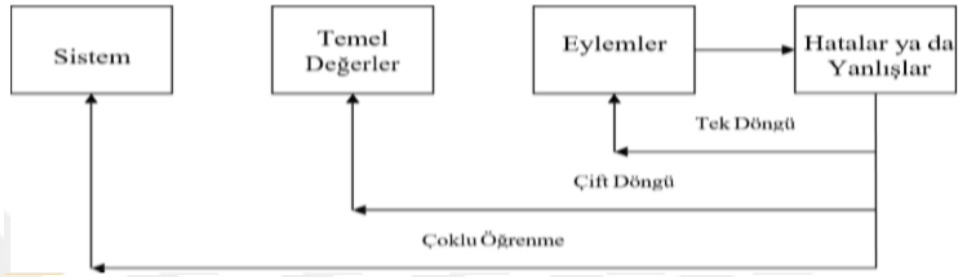 Sistem
Temel
Değerler
Eylemler
Hatalar ya da
Yanlışlar
Tek Döngü
Çift Döngü
Çoklu Öğrenme